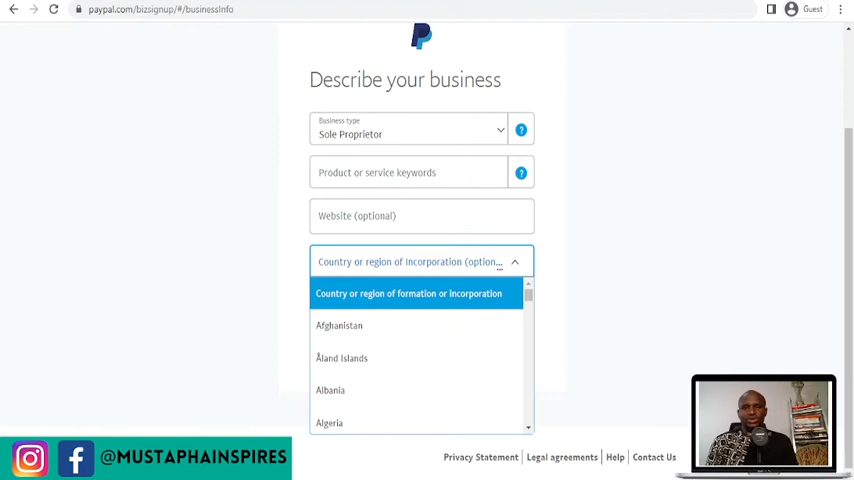 paypal.com/bizsignup/#/businessInfo
Guest
Describe your business
Business type
Sole Proprietor
?
Product or service keywords
?
Website (optional)
Country or region of Incorporation (option...
Country or region of formation or incorporation
Afghanistan
Åland Islands
Albania
Algeria
@MUSTAPHAINSPIRES
Privacy Statement | Legal agreements | Help | Contact Us